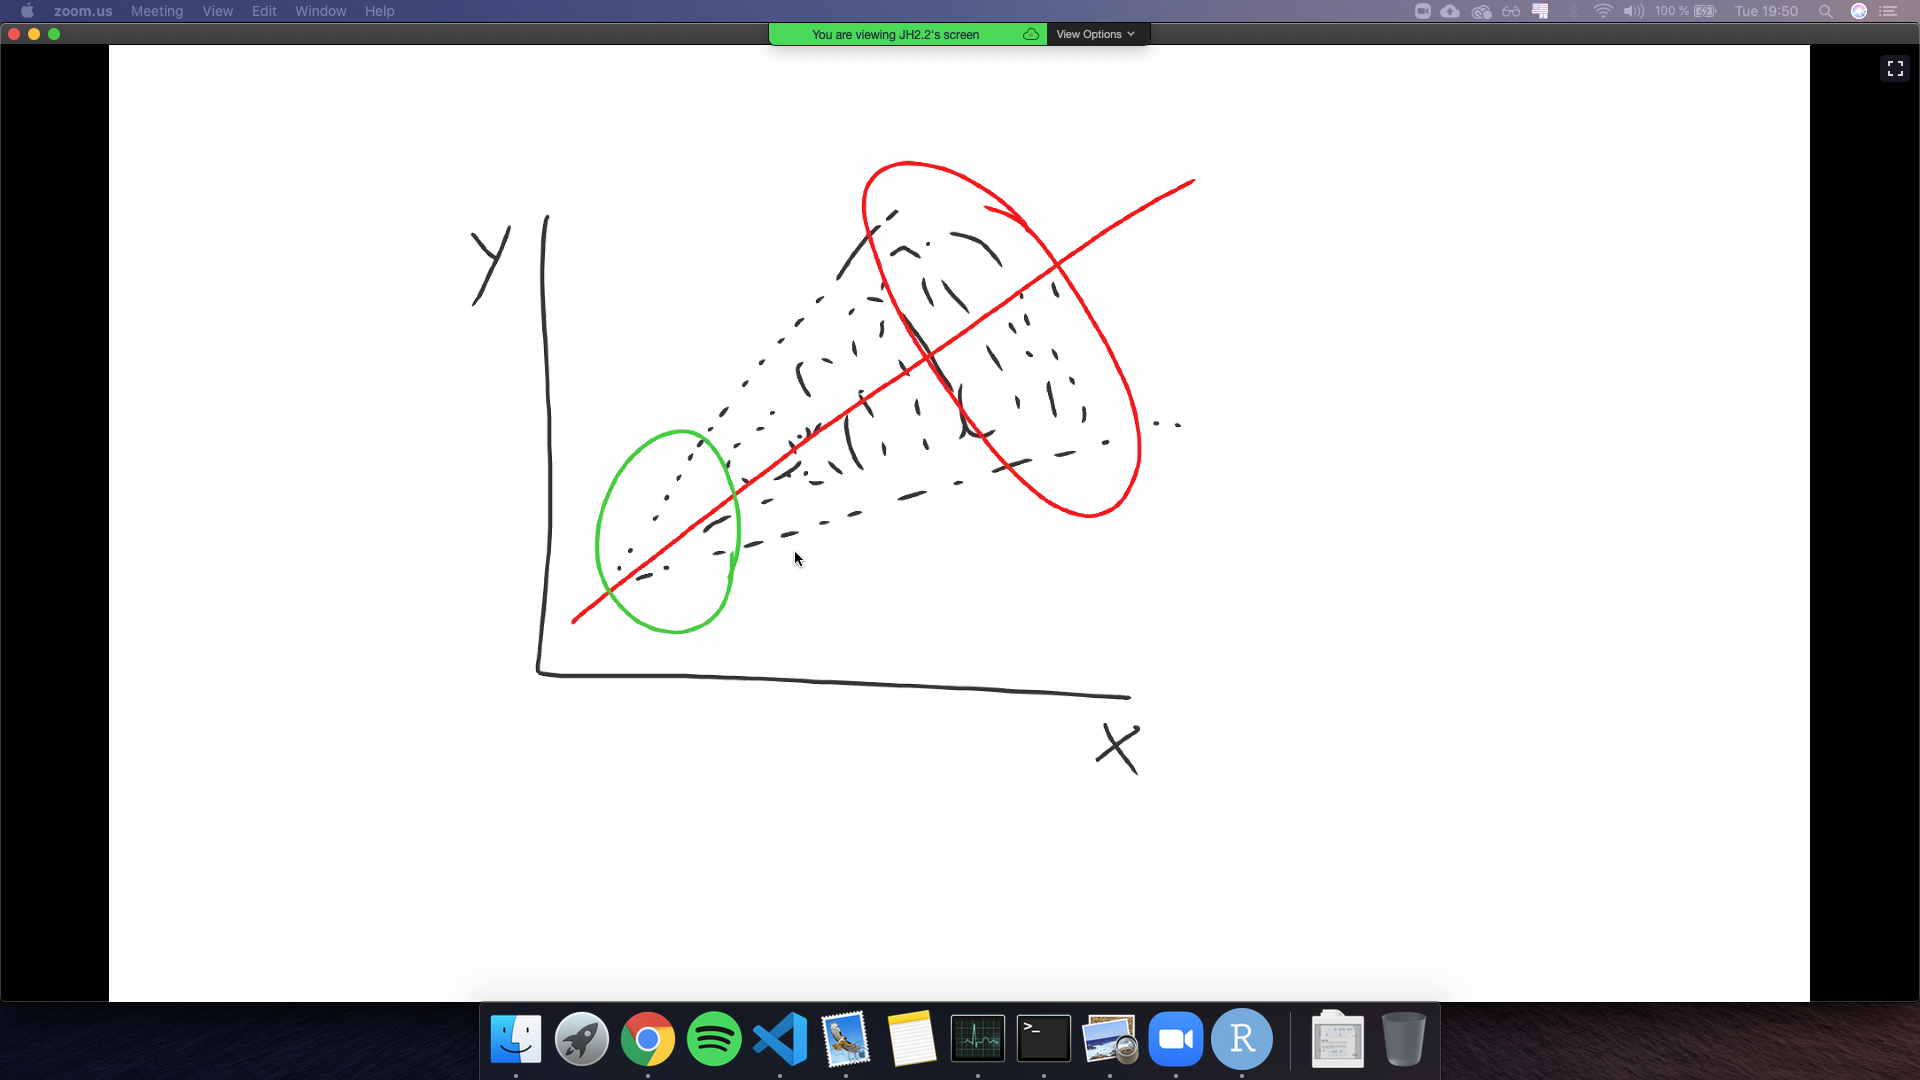 zoom.us Meeting View Edit Window Help 100 % Tue 19:50
You are viewing JH2.2's screen View Options
y
x
>_
R